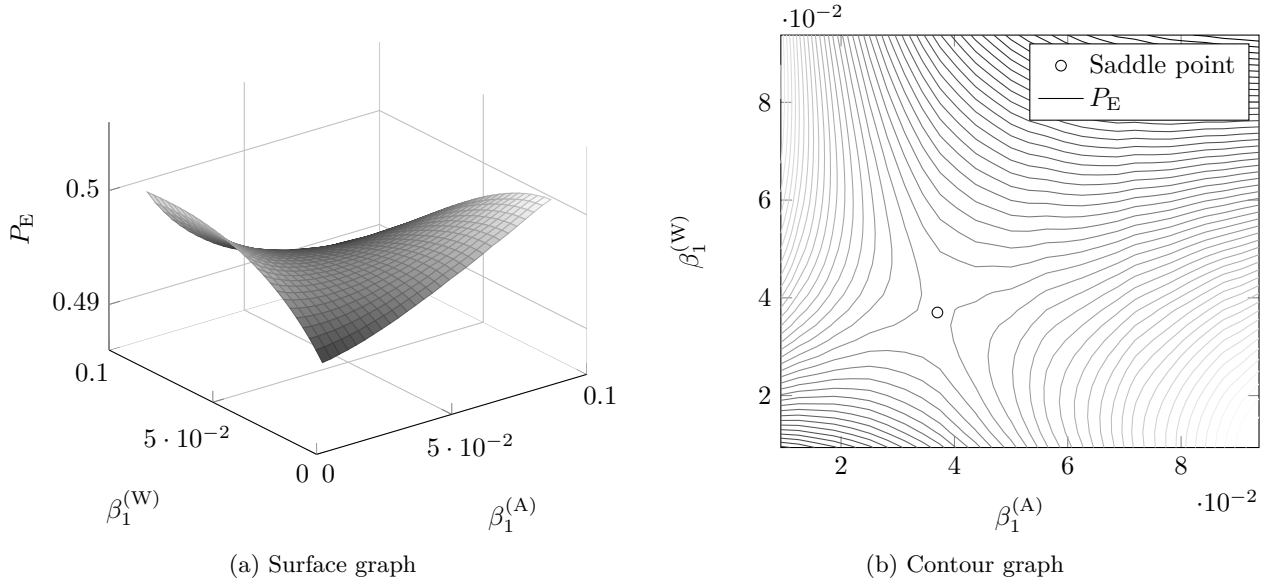 0.5
0.49
P_E
0.1
5 · 10^−2
0
β_1^(W)
0
5 · 10^−2
0.1
β_1^(A)
(a) Surface graph
·10^−2
8
6
4
2
β_1^(W)
Saddle point
P_E
2
4
6
8
·10^−2
β_1^(A)
(b) Contour graph